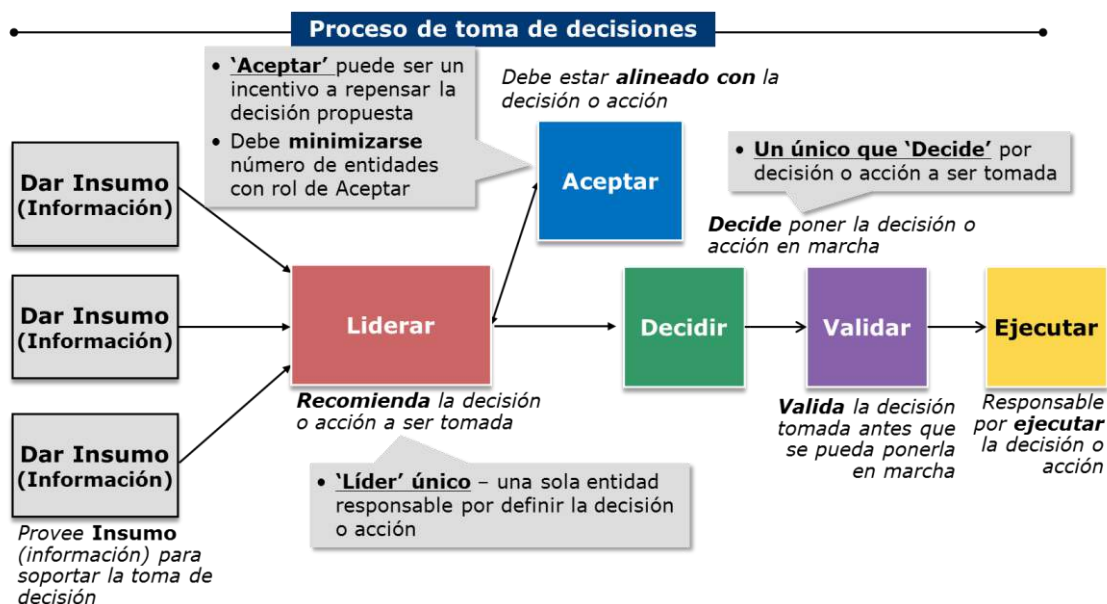 Proceso de toma de decisiones
• ‘Aceptar’ puede ser un
incentivo a repensar la
decisión propuesta
• Debe minimizarse
número de entidades
con rol de Aceptar
Debe estar alineado con la
decisión o acción
Aceptar
• Un único que ‘Decide’ por
decisión o acción a ser tomada
Decide poner la decisión o
acción en marcha
Dar Insumo
(Información)
Dar Insumo
(Información)
Dar Insumo
(Información)
Provee Insumo
(información) para
soportar la toma de
decisión
Liderar
Recomienda la decisión
o acción a ser tomada
• ‘Líder’ único – una sola entidad
responsable por definir la decisión
o acción
Decidir
Validar
Valida la decisión
tomada antes que
se pueda ponerla
en marcha
Ejecutar
Responsable
por ejecutar
la decisión o
acción